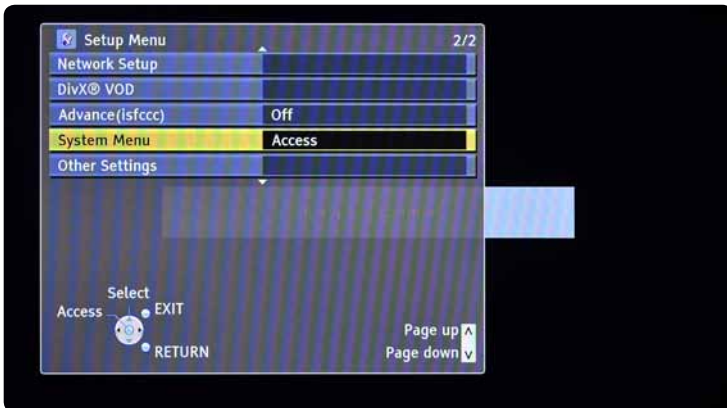 Setup Menu 2/2
Network Setup
DivX® VOD
Advance(isfccc) Off
System Menu Access
Other Settings
Select
Access EXIT
RETURN
Page up ∧
Page down ∨